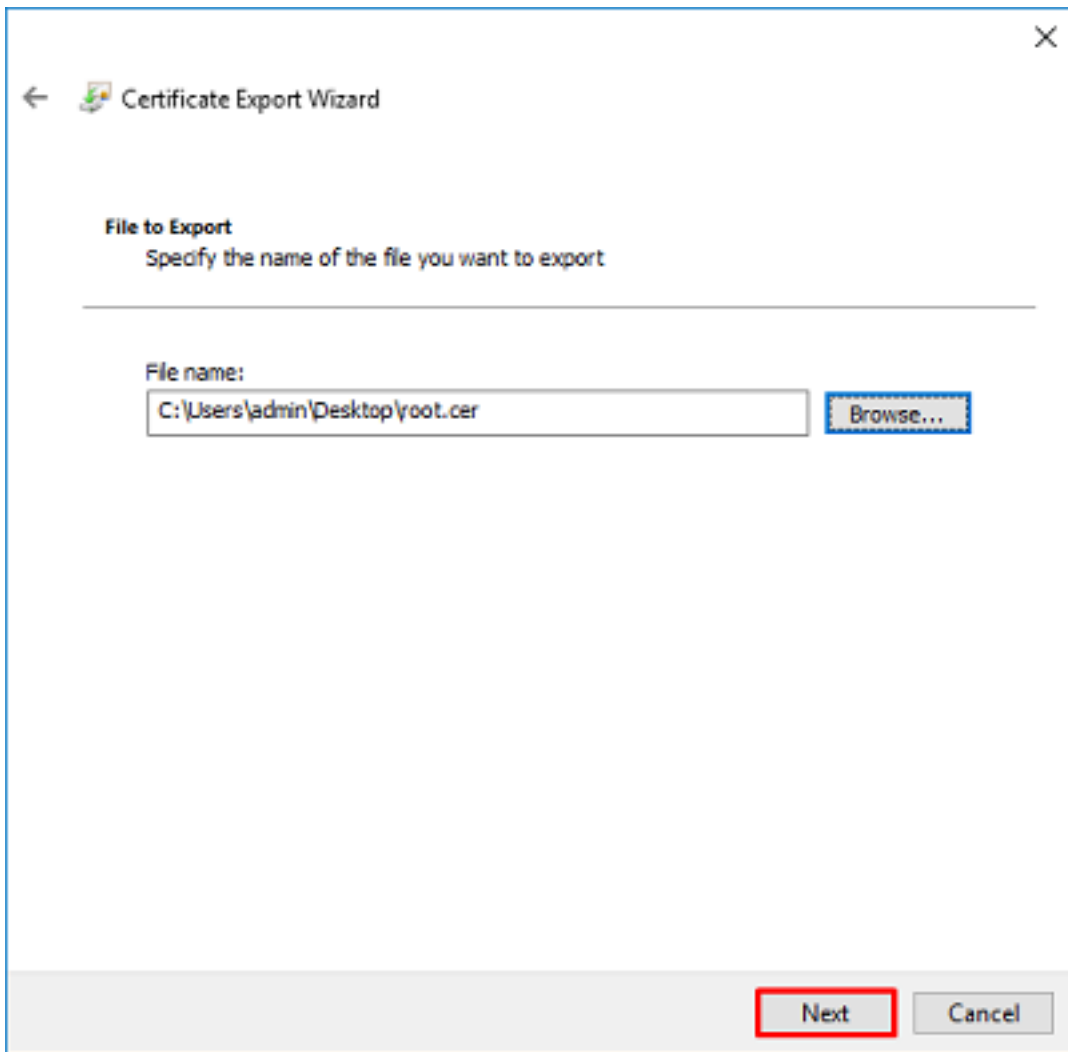 Certificate Export Wizard
File to Export
Specify the name of the file you want to export
File name:
C:\Users\admin\Desktop\root.cer
Browse...
Next
Cancel